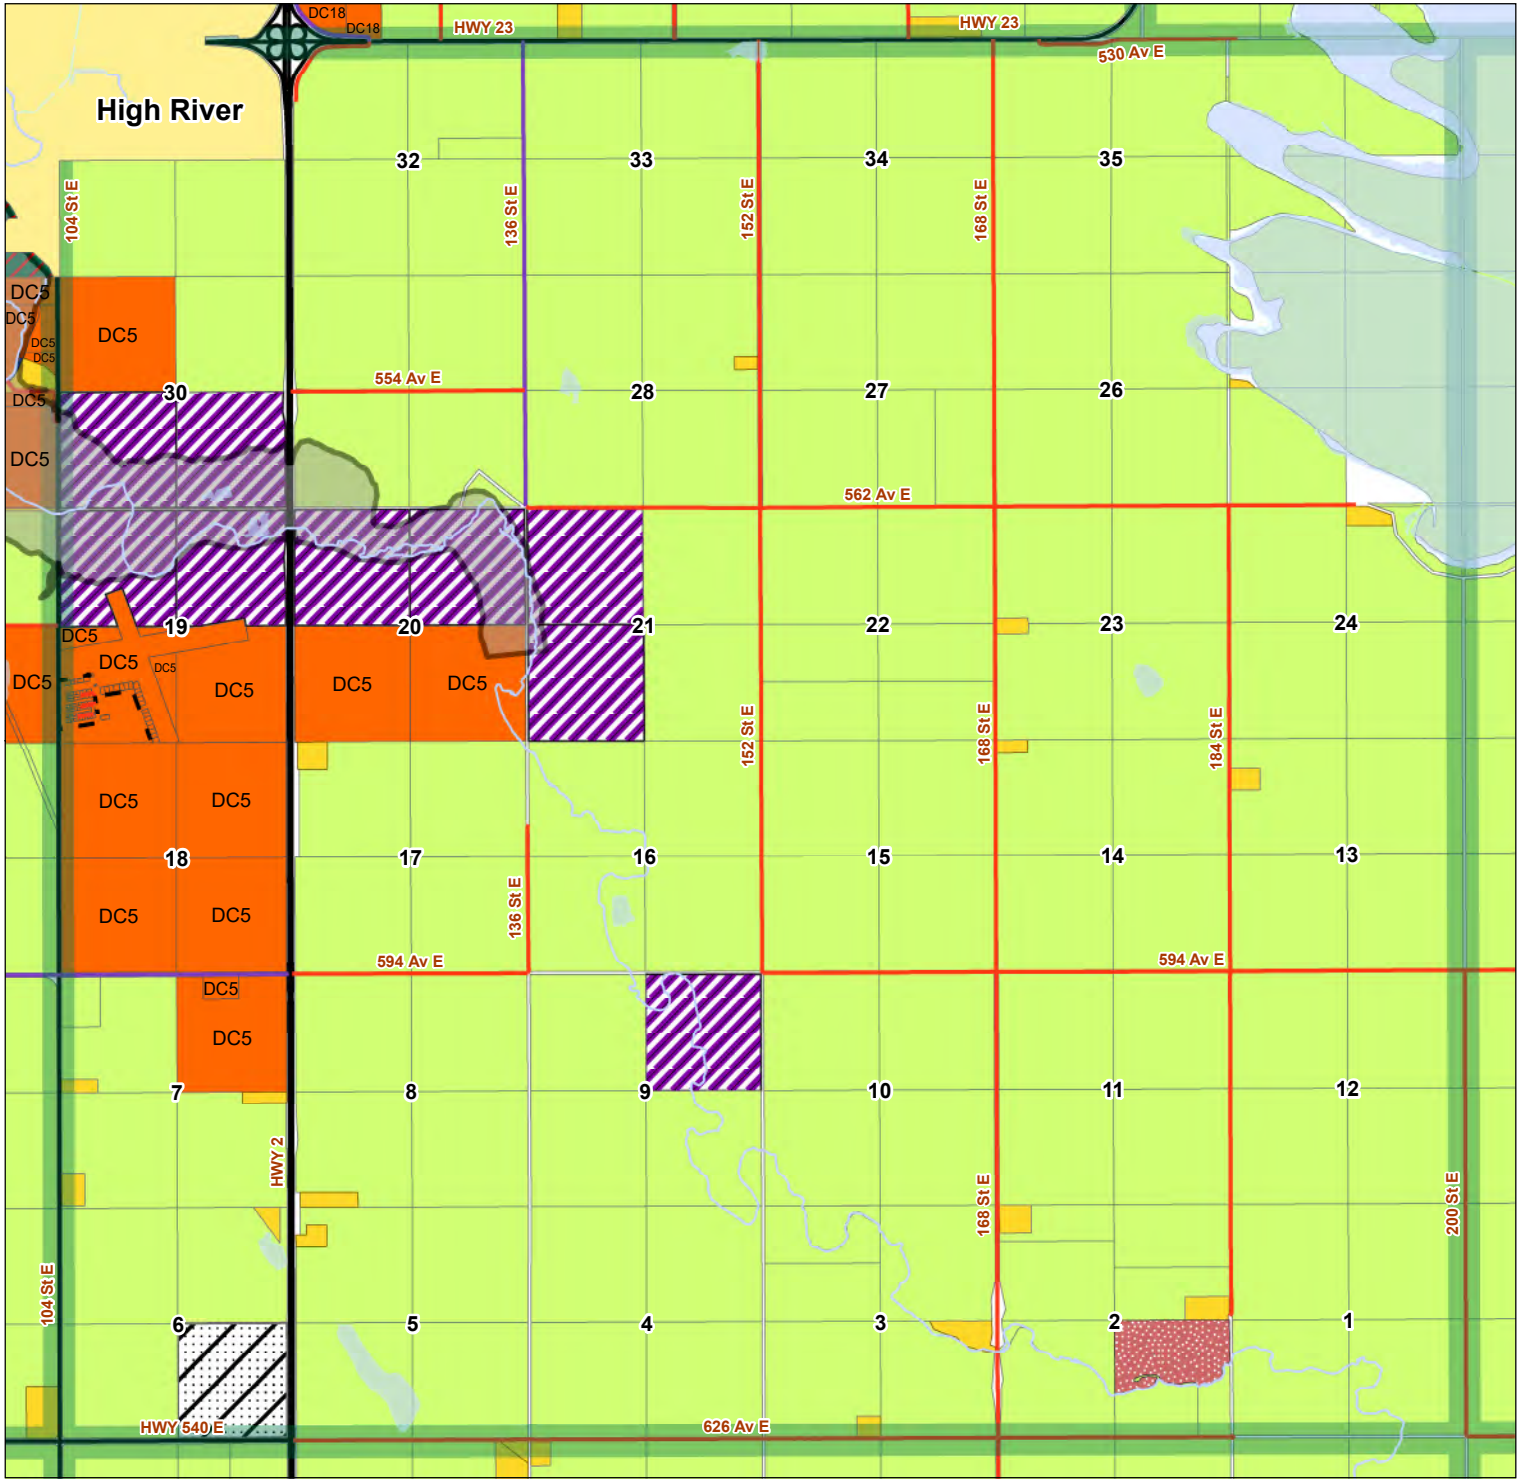 DC18
DC18
HWY 23
HWY 23
530 Av E
High River
32
33
34
35
104 St E
136 St E
152 St E
168 St E
DC5
DC5
DC5
DC5
DC5
554 Av E
30
28
27
26
DC5
DC5
562 Av E
19
20
21
22
23
24
DC5
DC5
DC5
DC5
DC5
DC5
DC5
152 St E
168 St E
184 St E
DC5
DC5
18
17
16
15
14
13
DC5
DC5
136 St E
594 Av E
594 Av E
DC5
DC5
7
8
9
10
11
12
HWY 2
168 St E
200 St E
104 St E
6
5
4
3
2
1
HWY 540 E
626 Av E